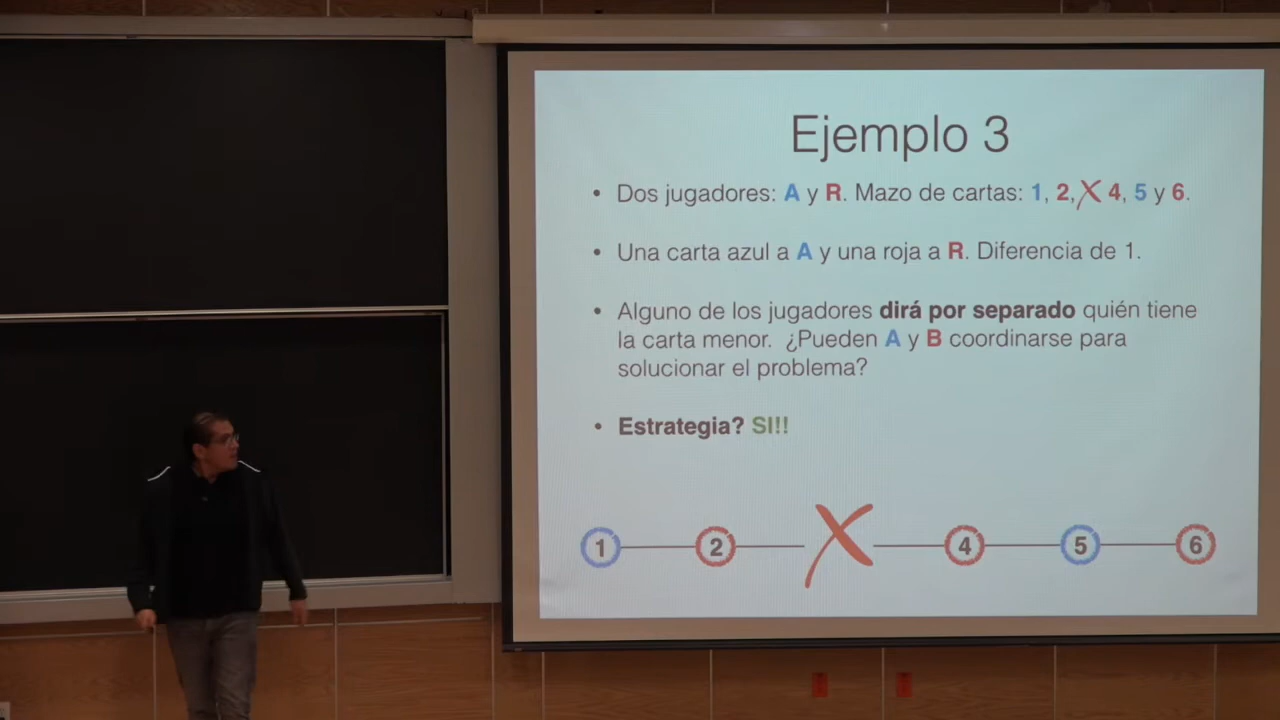 Ejemplo 3
• Dos jugadores: A y R. Mazo de cartas: 1, 2, X 4, 5 y 6.
• Una carta azul a A y una roja a R. Diferencia de 1.
• Alguno de los jugadores dirá por separado quién tiene
la carta menor. ¿Pueden A y B coordinarse para
solucionar el problema?
• Estrategia? SI!!
1 2 X 4 5 6